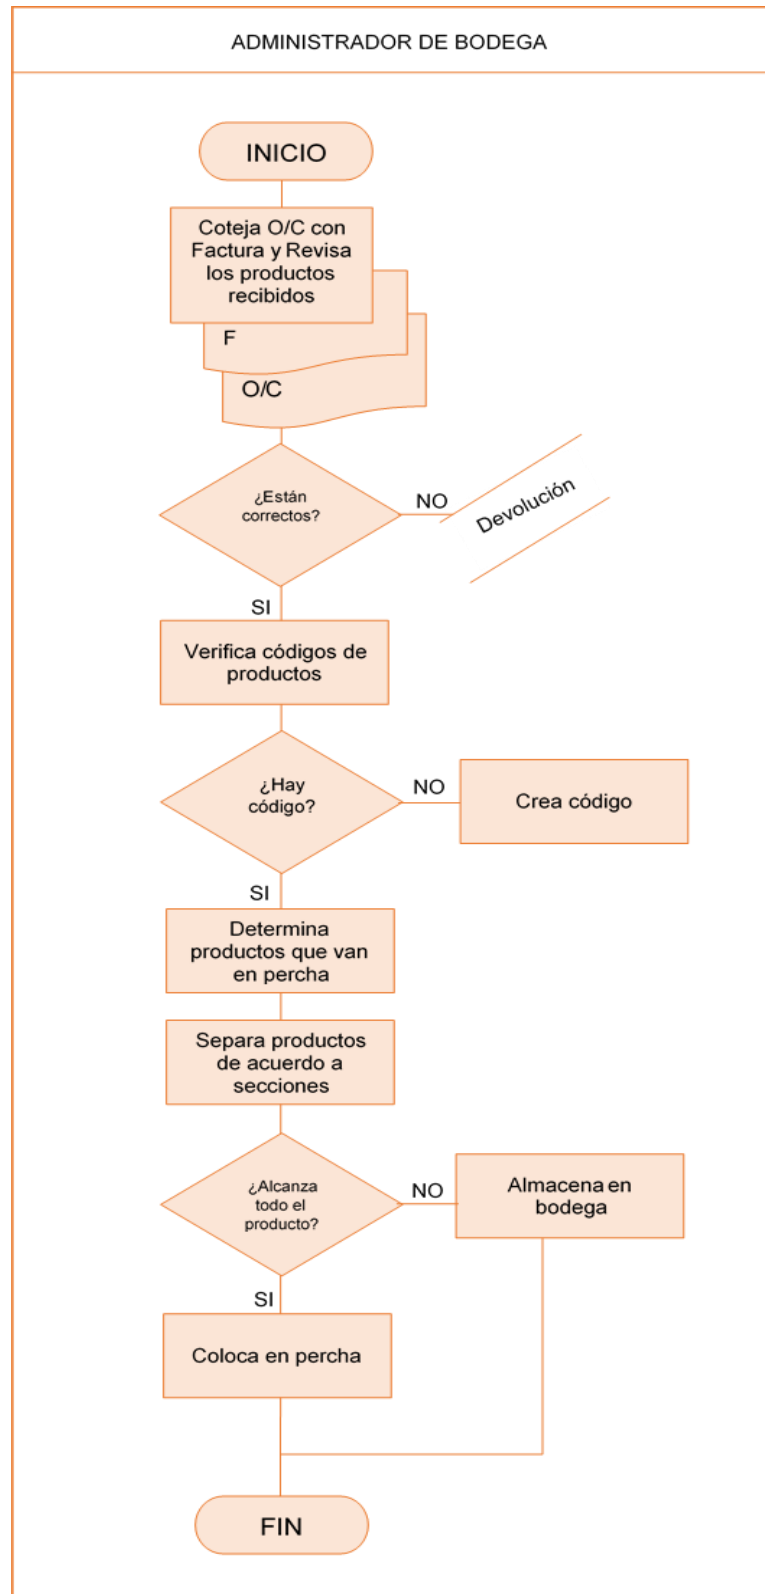 ADMINISTRADOR DE BODEGA
INICIO
Coteja O/C con
Factura y Revisa
los productos
recibidos
F
O/C
¿Están
correctos?
NO
Devolución
SI
Verifica códigos de
productos
¿Hay
código?
NO
Crea código
SI
Determina
productos que van
en percha
Separa productos
de acuerdo a
secciones
¿Alcanza
todo el
producto?
NO
Almacena en
bodega
SI
Coloca en percha
FIN